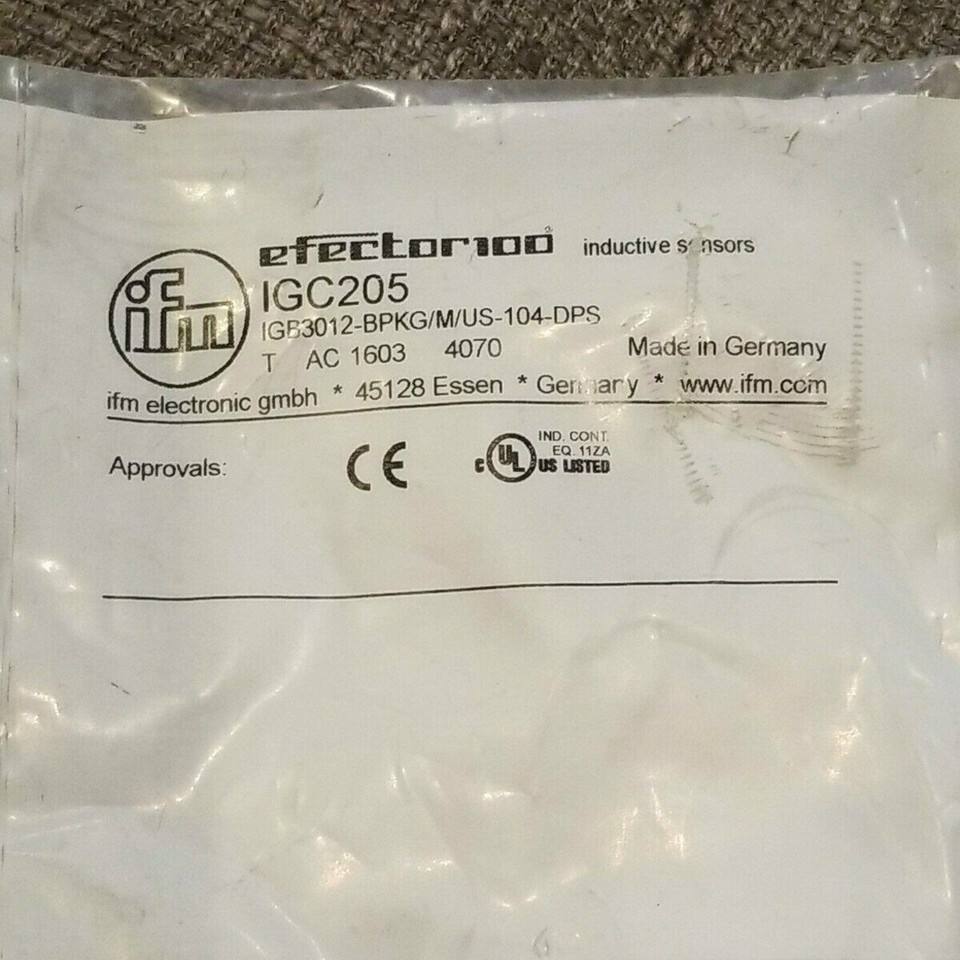 efector100 inductive sensors
ifm
IGC205
IGB3012-BPKG/M/US-104-DPS
T AC 1603 4070 Made in Germany
ifm electronic gmbh * 45128 Essen * Germany * www.ifm.com
Approvals: CE c UL US LISTED
IND. CONT.
EQ. 11ZA